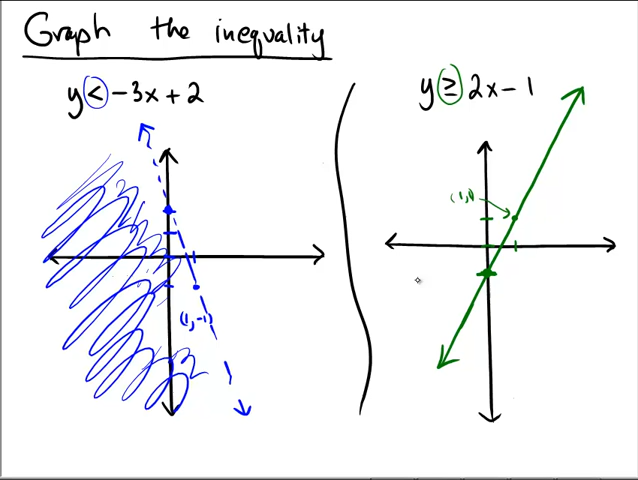 Graph the inequality
y < -3x + 2
(1, -1)
y ≥ 2x - 1
(1, 1)